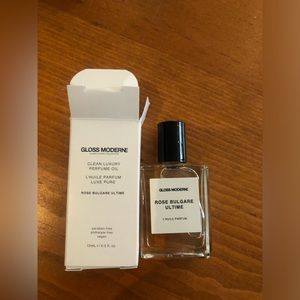 GLOSS MODERNE
CLEAN LUXURY
PERFUME OIL
L'HUILE PARFUM
LUXE PURE
ROSE BULGARE ULTIME
paraben free
phthalate free
vegan
15ml / 0.5 fl oz
GLOSS MODERNE
ROSE BULGARE
ULTIME
L'HUILE PARFUM